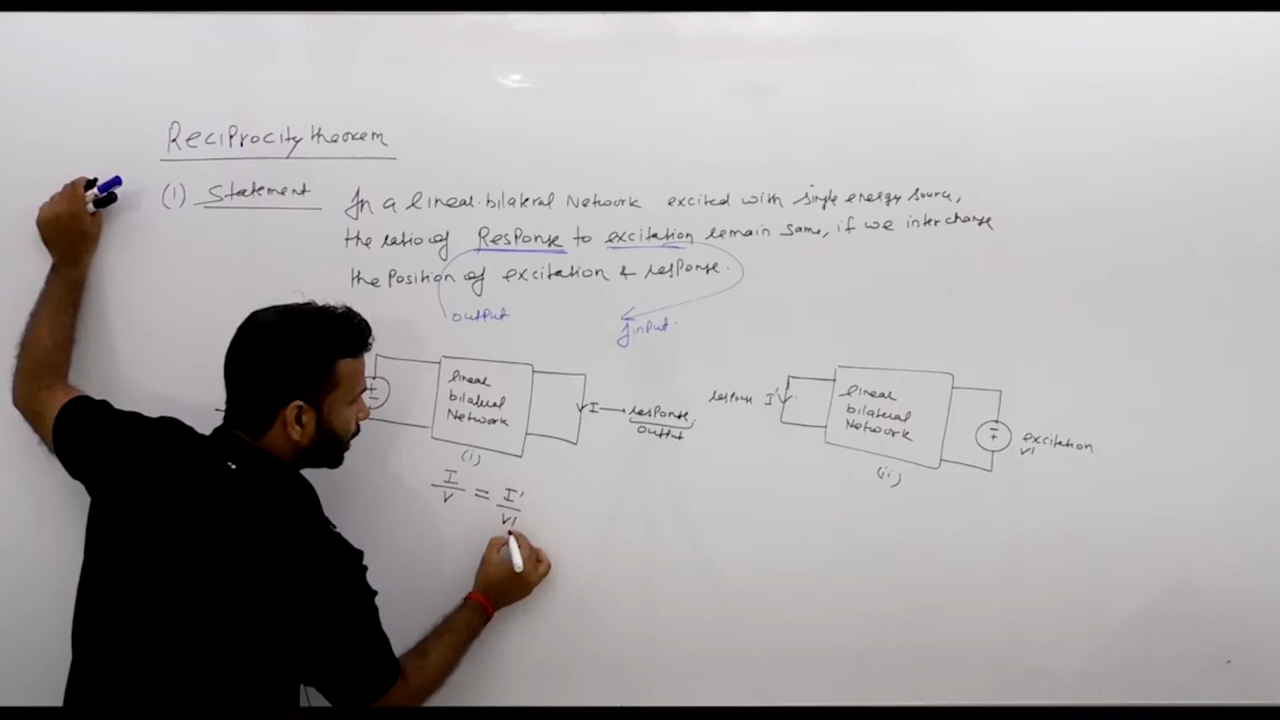 Reciprocity theorem
(1) Statement In a linear bilateral Network excited with single energy source,
the ratio of Response to excitation remain same, if we interchange
the Position of excitation & response.
output
Input.
+
-
linear
bilateral
Network
I → response,
output
(i)
response I'
linear
bilateral
Network
excitation
V'
(ii)
I/V = I'/V'